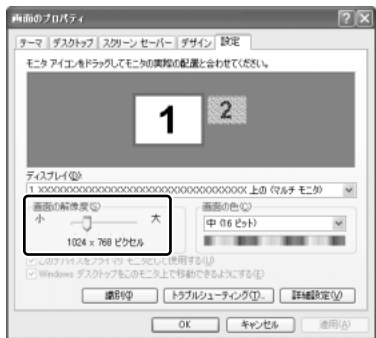 画面のプロパティ
テーマ デスクトップ スクリーン セーバー デザイン 設定
モニタ アイコンをドラッグしてモニタの実際の配置と合わせてください。
1 2
ディスプレイ(D):
1 XXXXXXXXXXXXXXXXXXXXXXXXXXXXXXXX 上の (マルチ モニタ)
画面の解像度(S)
小 大
1024 x 768 ピクセル
画面の色(C)
中 (16 ビット)
このデバイスをプライマリ モニタとして使用する(U)
Windows デスクトップをこのモニタ上で移動できるようにする(E)
識別(I) トラブルシューティング(T)... 詳細設定(V)
OK キャンセル 適用(A)